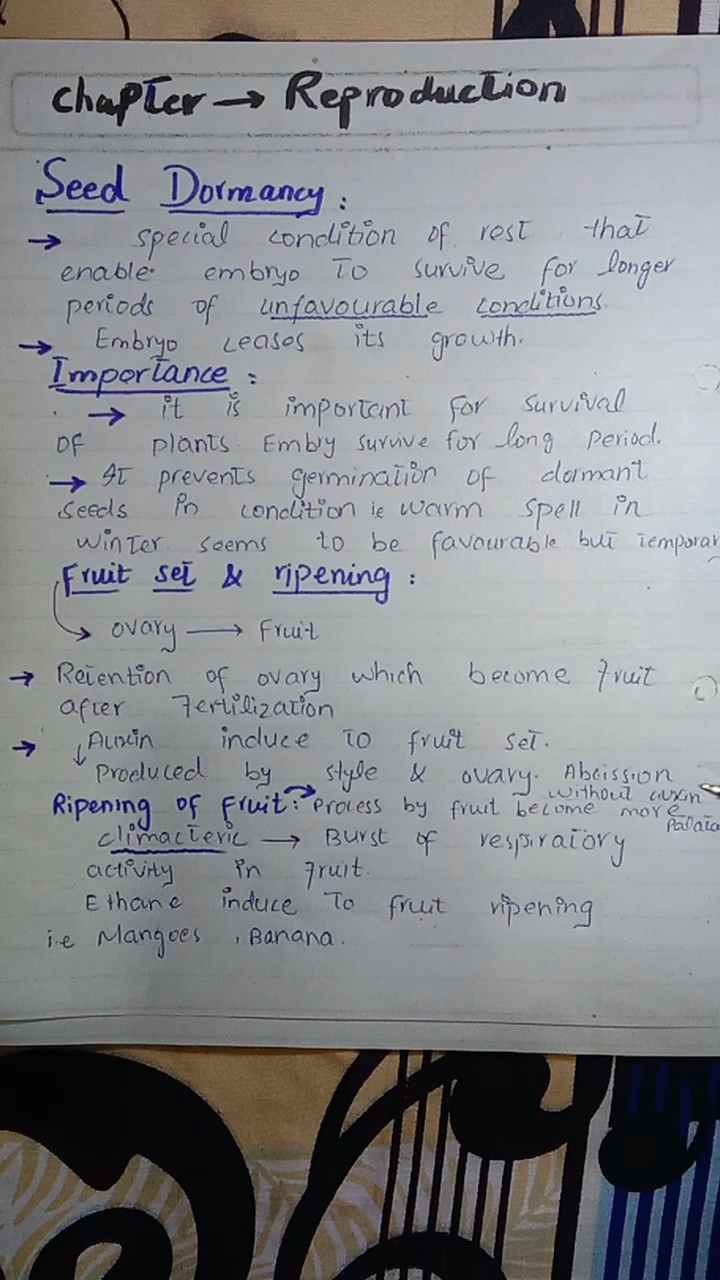 Chapter → Reproduction
Seed Dormancy:
→ special condition of rest that
enable embryo to survive for longer
periods of unfavourable conditions.
→ Embryo ceases its growth.
Importance:
→ it is important for survival
of plants. Embry survive for long period.
→ It prevents germination of dormant
seeds in condition ie warm spell in
winter seems to be favourable but temporar
Fruit set & ripening:
→ ovary → Fruit
→ Retention of ovary which become fruit
after fertilization
→ Auxin induce to fruit set.
↓ Produced by style & ovary. Abcission
without auxin
Ripening of fruit: → Process by fruit become more
Palata
climacteric → Burst of respiratory
activity in fruit.
Ethane induce to fruit ripening
i.e Mangoes, Banana.